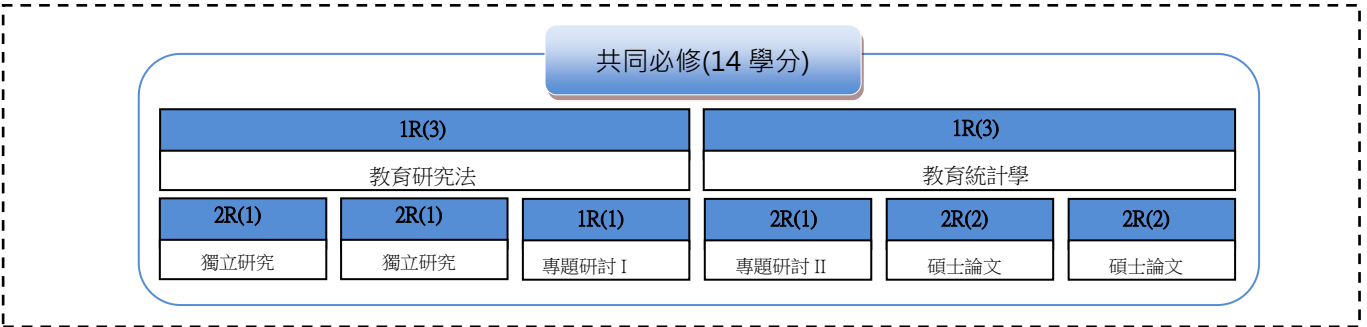 共同必修(14 學分)
1R(3)
1R(3)
教育研究法
教育統計學
2R(1)
2R(1)
1R(1)
2R(1)
2R(2)
2R(2)
獨立研究
獨立研究
專題研討 I
專題研討 II
碩士論文
碩士論文